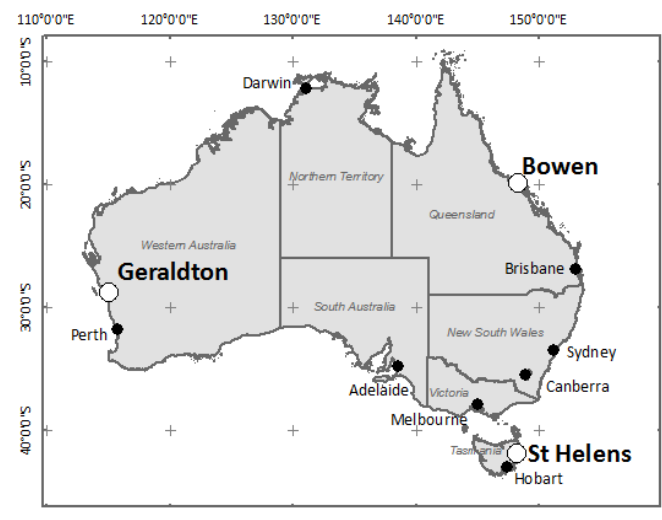 110°0'0"E 120°0'0"E 130°0'0"E 140°0'0"E 150°0'0"E
10°0'0"S
Darwin
Bowen
Northern Territory
20°0'0"S
Queensland
Western Australia
Geraldton
Brisbane
South Australia
30°0'0"S
New South Wales
Perth
Sydney
Adelaide
Victoria
Canberra
Melbourne
40°0'0"S
Tasmania
St Helens
Hobart